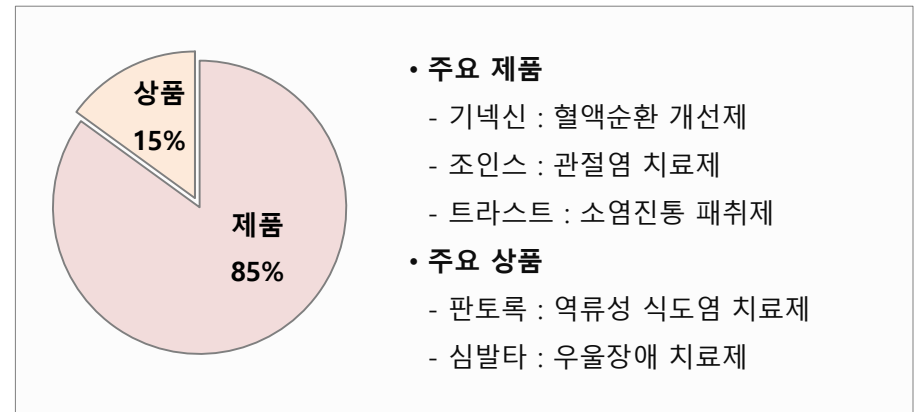 상품
15%
제품
85%
• 주요 제품
- 기넥신 : 혈액순환 개선제
- 조인스 : 관절염 치료제
- 트라스트 : 소염진통 패취제
• 주요 상품
- 판토록 : 역류성 식도염 치료제
- 심발타 : 우울장애 치료제